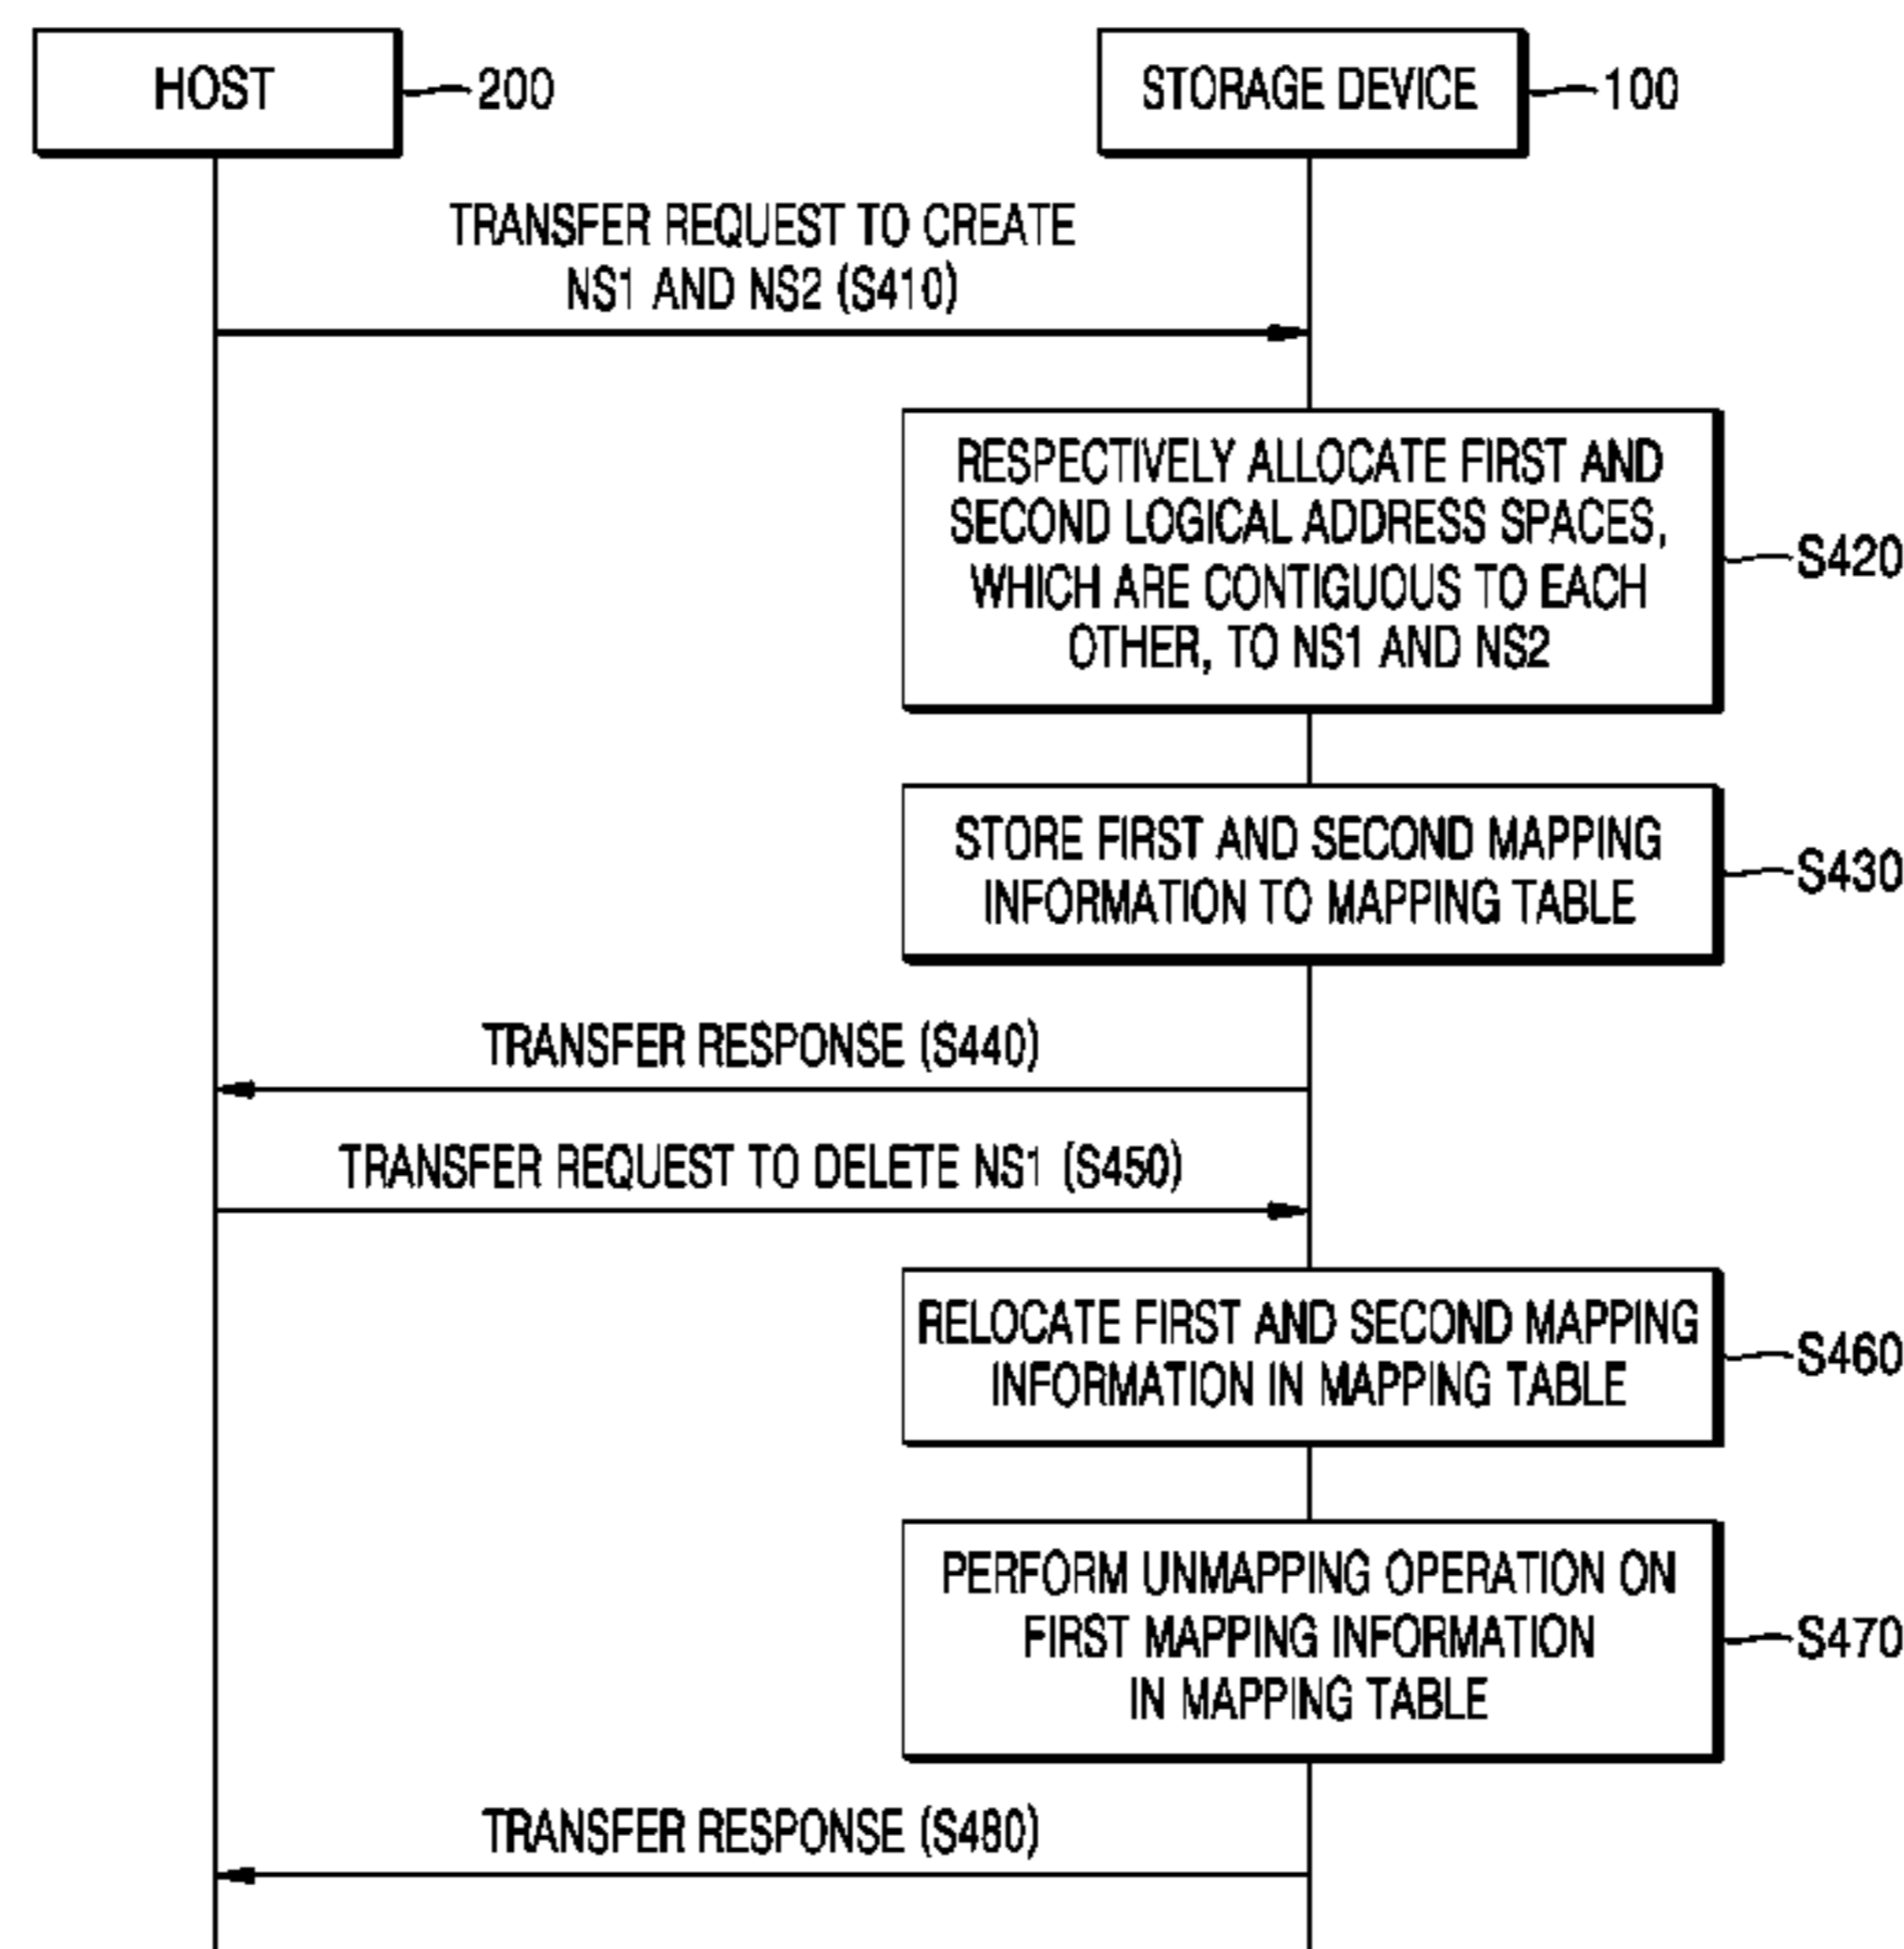 HOST
200
STORAGE DEVICE
100
TRANSFER REQUEST TO CREATE
NS1 AND NS2 (S410)
RESPECTIVELY ALLOCATE FIRST AND
SECOND LOGICAL ADDRESS SPACES,
WHICH ARE CONTIGUOUS TO EACH
OTHER, TO NS1 AND NS2
S420
STORE FIRST AND SECOND MAPPING
INFORMATION TO MAPPING TABLE
S430
TRANSFER RESPONSE (S440)
TRANSFER REQUEST TO DELETE NS1 (S450)
RELOCATE FIRST AND SECOND MAPPING
INFORMATION IN MAPPING TABLE
S460
PERFORM UNMAPPING OPERATION ON
FIRST MAPPING INFORMATION
IN MAPPING TABLE
S470
TRANSFER RESPONSE (S480)